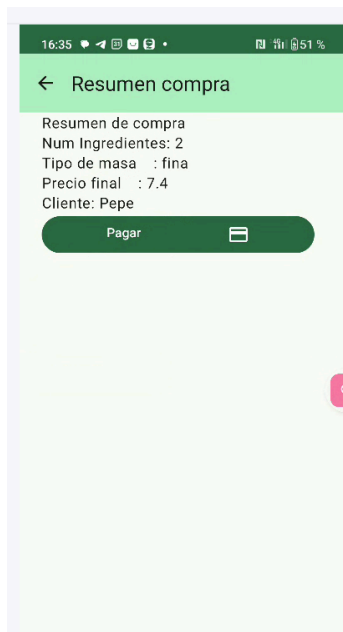 16:35 51 %
Resumen compra
Resumen de compra
Num Ingredientes: 2
Tipo de masa : fina
Precio final : 7.4
Cliente: Pepe
Pagar